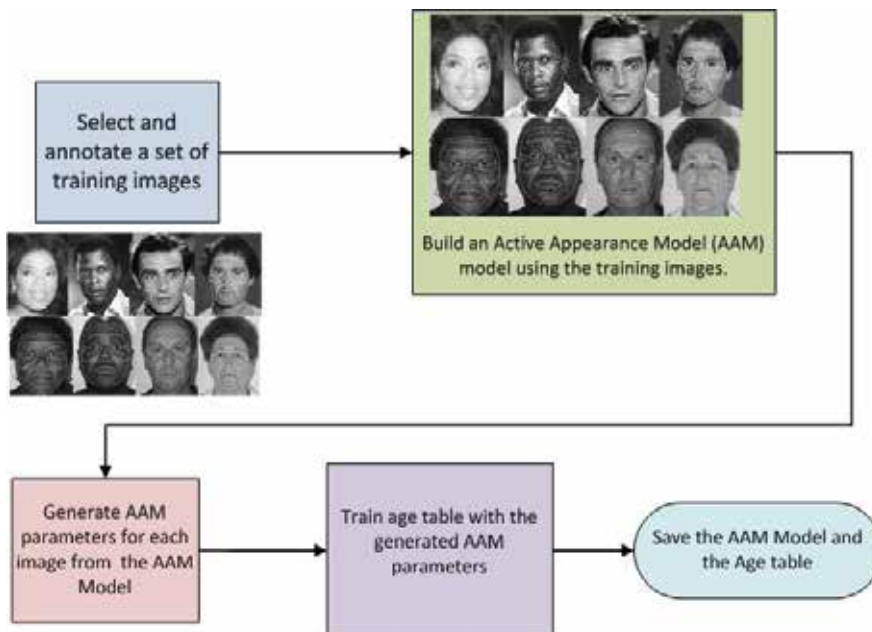 Select and
annotate a set of
training images
Build an Active Appearance Model (AAM)
model using the training images.
Generate AAM
parameters for each
image from the AAM
Model
Train age table with the
generated AAM
parameters
Save the AAM Model and
the Age table